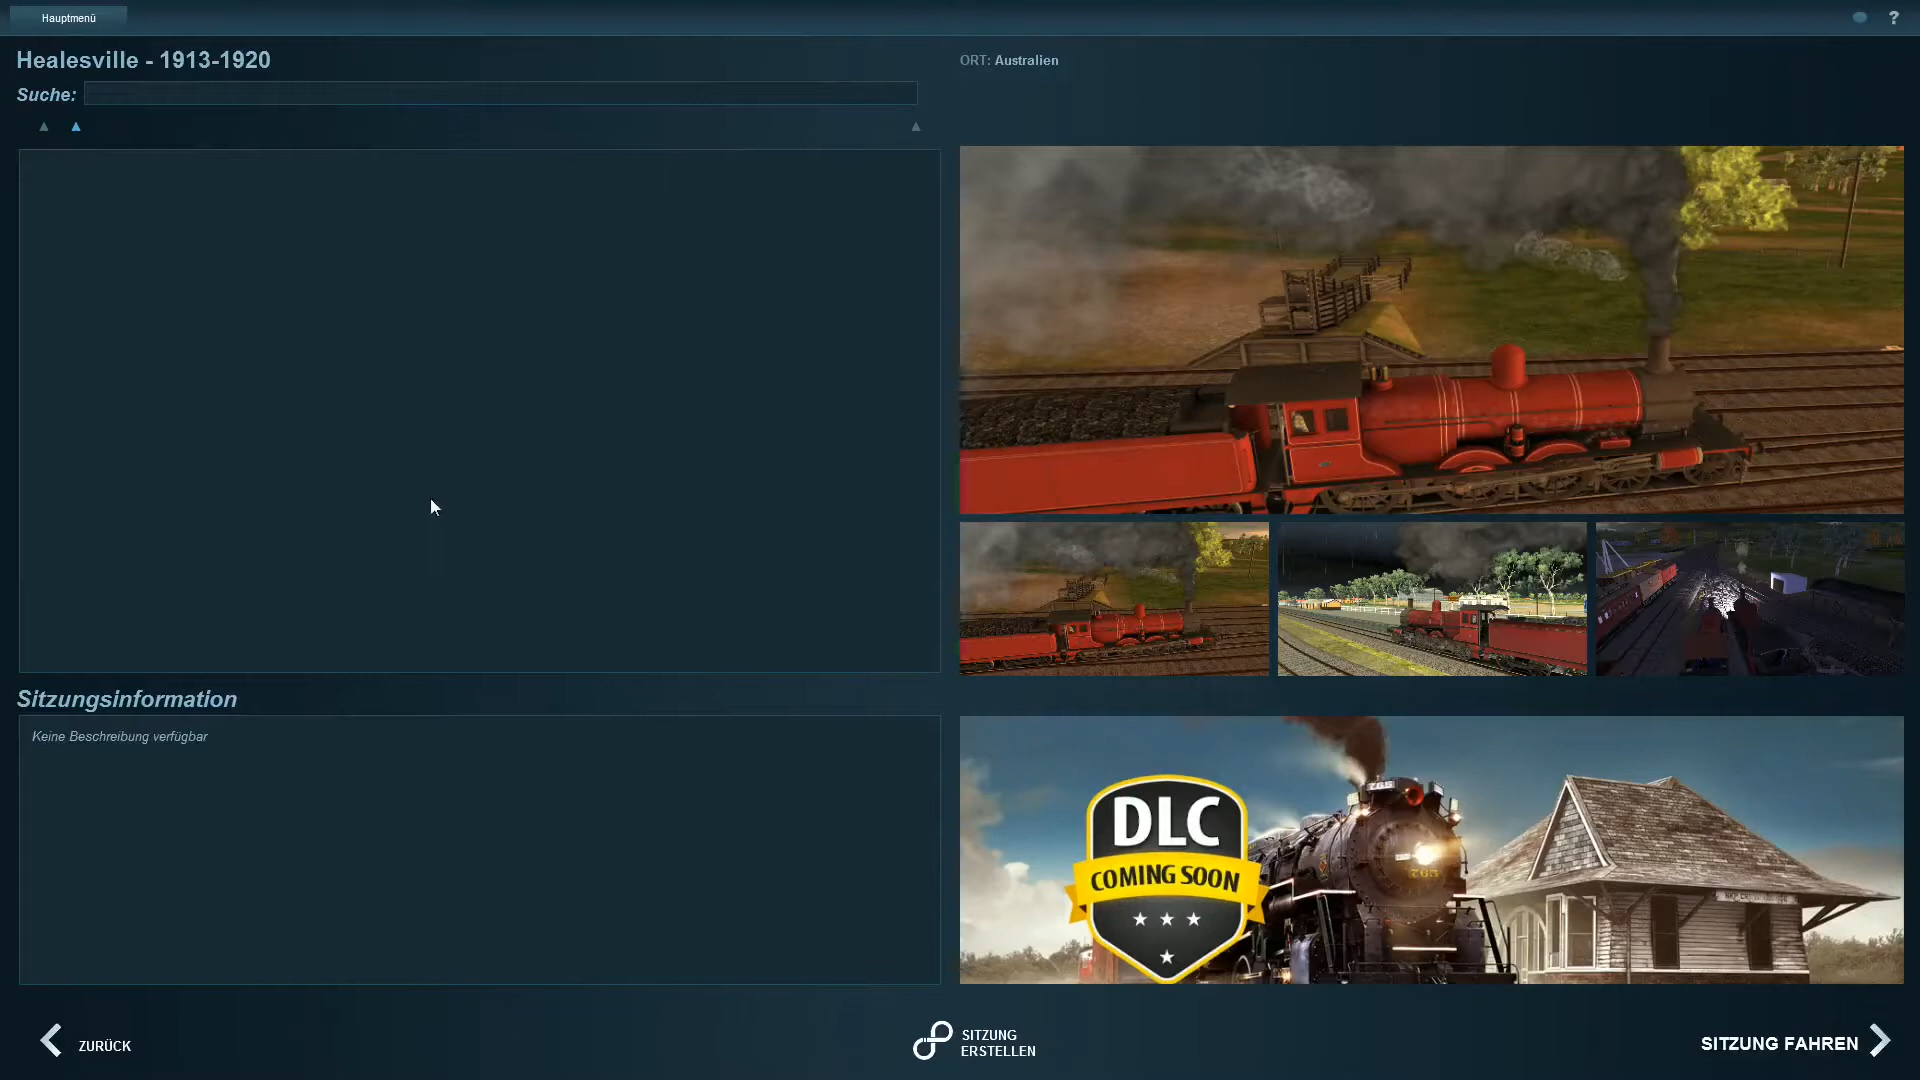 Hauptmenü
?
Healesville - 1913-1920
ORT: Australien
Suche:
Sitzungsinformation
Keine Beschreibung verfügbar
DLC
COMING SOON
765
ZURÜCK
SITZUNG
ERSTELLEN
SITZUNG FAHREN